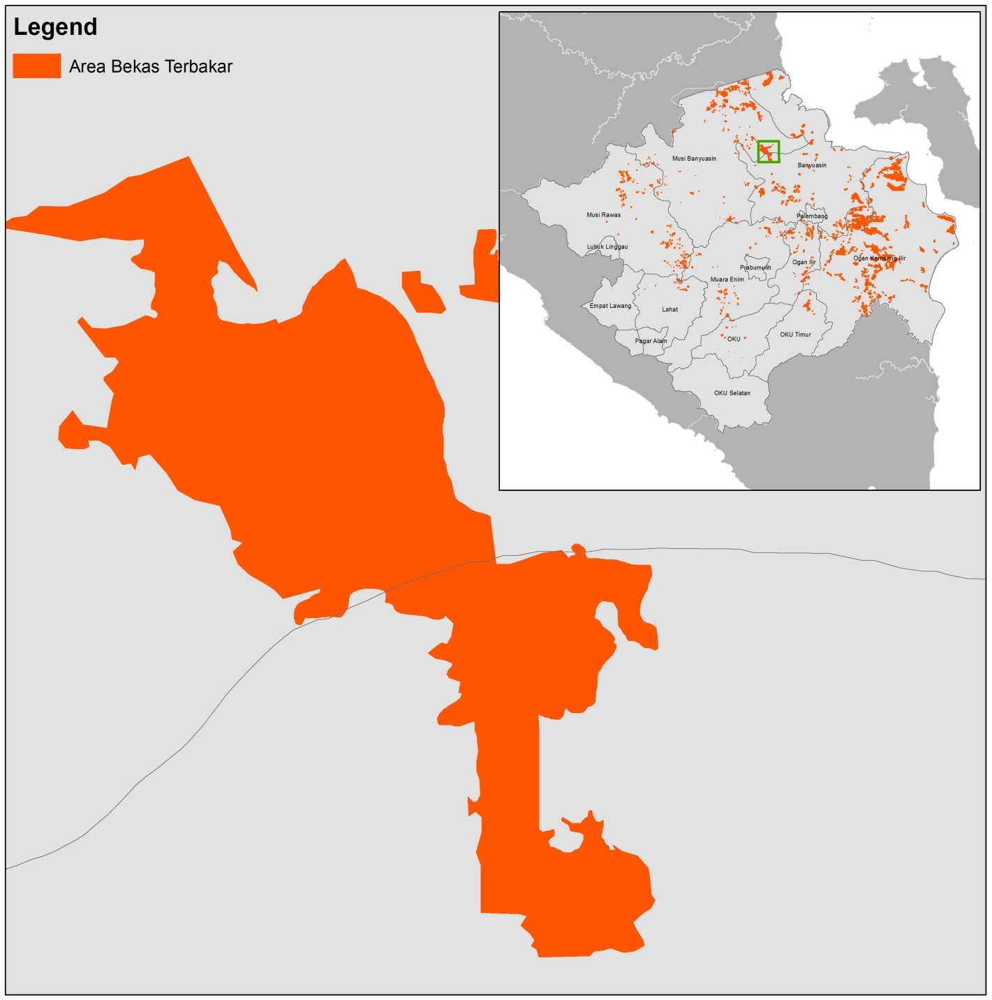 Legend
Area Bekas Terbakar
Musi Banyuasin
Banyuasin
Musi Rawas
Palembang
Lubuk Linggau
Ogan Komering Ilir
Ogan Ilir
Prabumulih
Muara Enim
Empat Lawang
Lahat
OKU Timur
Pagar Alam
OKU
OKU Selatan